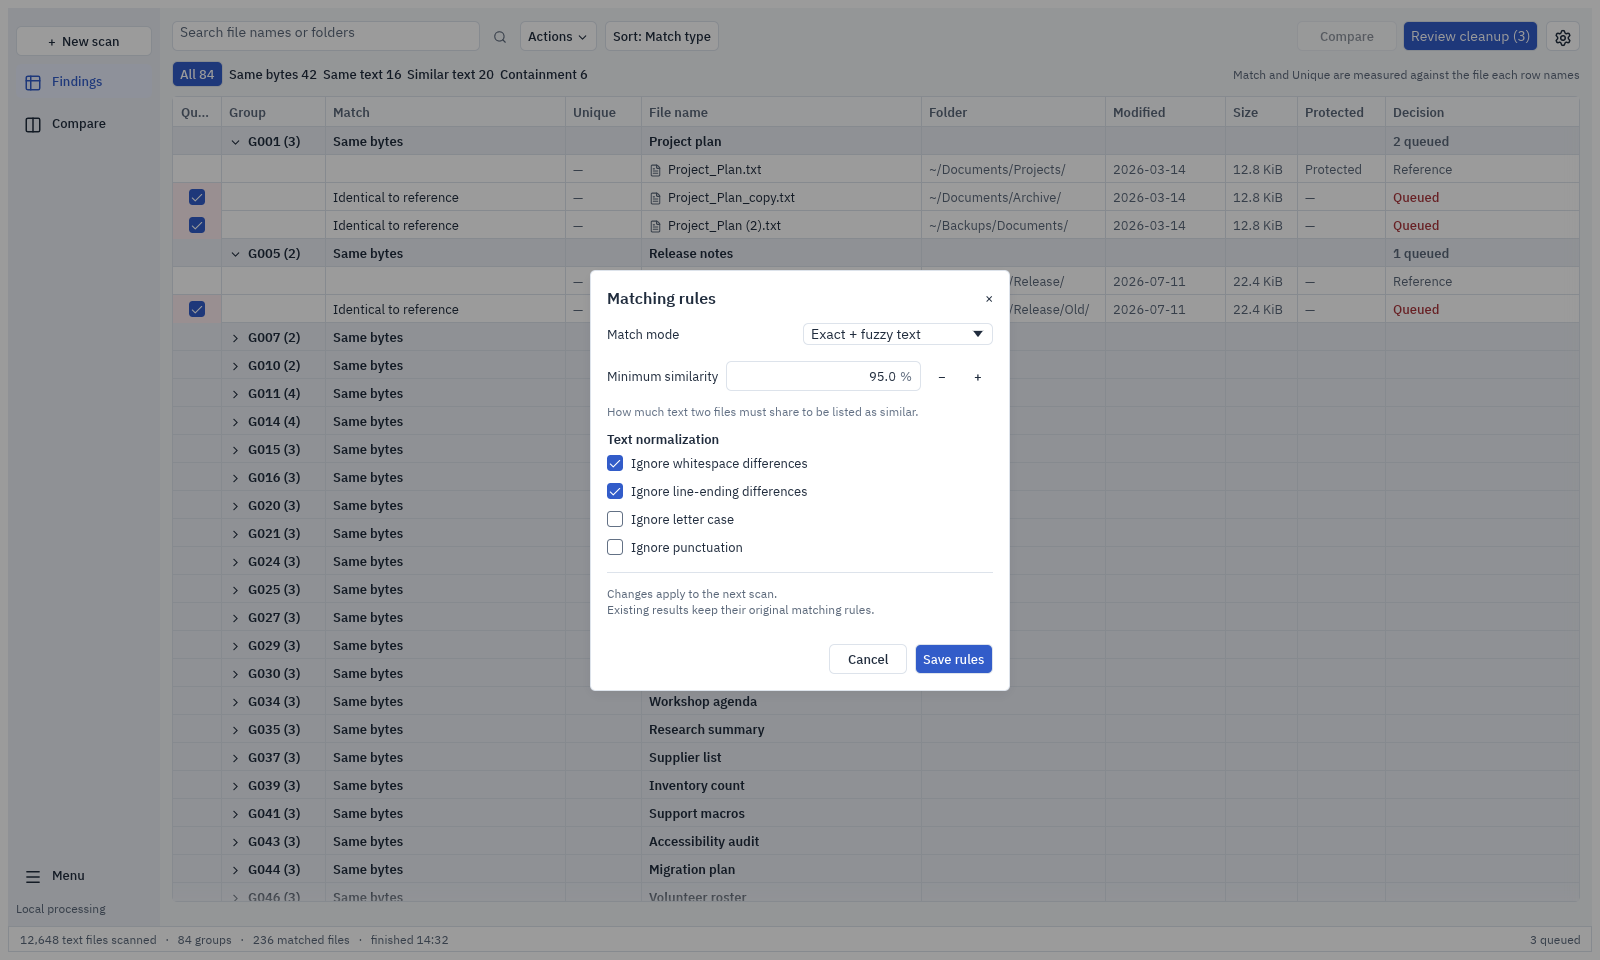 + New scan
Findings
Compare
Menu
Local processing
Search file names or folders
Actions
Sort: Match type
Compare
Review cleanup (3)
All 84 Same bytes 42 Same text 16 Similar text 20 Containment 6
Match and Unique are measured against the file each row names
Qu... Group Match Unique File name Folder Modified Size Protected Decision
G001 (3) Same bytes Project plan 2 queued
— Project_Plan.txt ~/Documents/Projects/ 2026-03-14 12.8 KiB Protected Reference
Identical to reference — Project_Plan_copy.txt ~/Documents/Archive/ 2026-03-14 12.8 KiB — Queued
Identical to reference — Project_Plan (2).txt ~/Backups/Documents/ 2026-03-14 12.8 KiB — Queued
G005 (2) Same bytes Release notes 1 queued
— /Release/ 2026-07-11 22.4 KiB — Reference
Identical to reference — /Release/Old/ 2026-07-11 22.4 KiB — Queued
G007 (2) Same bytes
G010 (2) Same bytes
G011 (4) Same bytes
G014 (4) Same bytes
G015 (3) Same bytes
G016 (3) Same bytes
G020 (3) Same bytes
G021 (3) Same bytes
G024 (3) Same bytes
G025 (3) Same bytes
G027 (3) Same bytes
G029 (3) Same bytes
G030 (3) Same bytes
G034 (3) Same bytes Workshop agenda
G035 (3) Same bytes Research summary
G037 (3) Same bytes Supplier list
G039 (3) Same bytes Inventory count
G041 (3) Same bytes Support macros
G043 (3) Same bytes Accessibility audit
G044 (3) Same bytes Migration plan
G046 (3) Same bytes Volunteer roster
Matching rules
×
Match mode Exact + fuzzy text
Minimum similarity 95.0 % − +
How much text two files must share to be listed as similar.
Text normalization
Ignore whitespace differences
Ignore line-ending differences
Ignore letter case
Ignore punctuation
Changes apply to the next scan.
Existing results keep their original matching rules.
Cancel
Save rules
12,648 text files scanned · 84 groups · 236 matched files · finished 14:32
3 queued